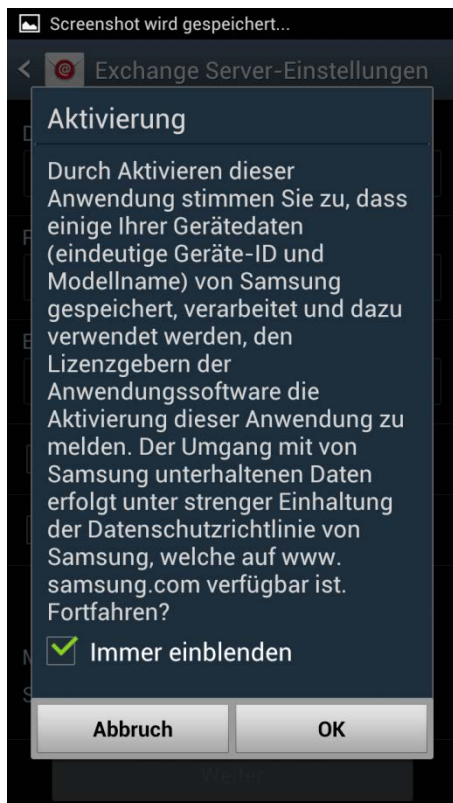 Screenshot wird gespeichert...
Exchange Server-Einstellungen
Aktivierung
Durch Aktivieren dieser
Anwendung stimmen Sie zu, dass
einige Ihrer Gerätedaten
(eindeutige Geräte-ID und
Modellname) von Samsung
gespeichert, verarbeitet und dazu
verwendet werden, den
Lizenzgebern der
Anwendungssoftware die
Aktivierung dieser Anwendung zu
melden. Der Umgang mit von
Samsung unterhaltenen Daten
erfolgt unter strenger Einhaltung
der Datenschutzrichtlinie von
Samsung, welche auf www.
samsung.com verfügbar ist.
Fortfahren?
Immer einblenden
Abbruch OK
Weiter